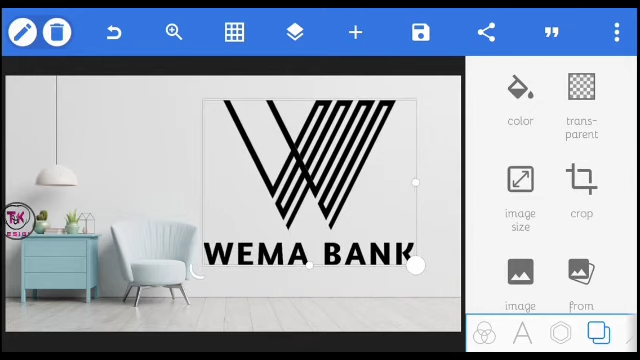 color
trans-
parent
WEMA BANK
image
size
crop
image
from